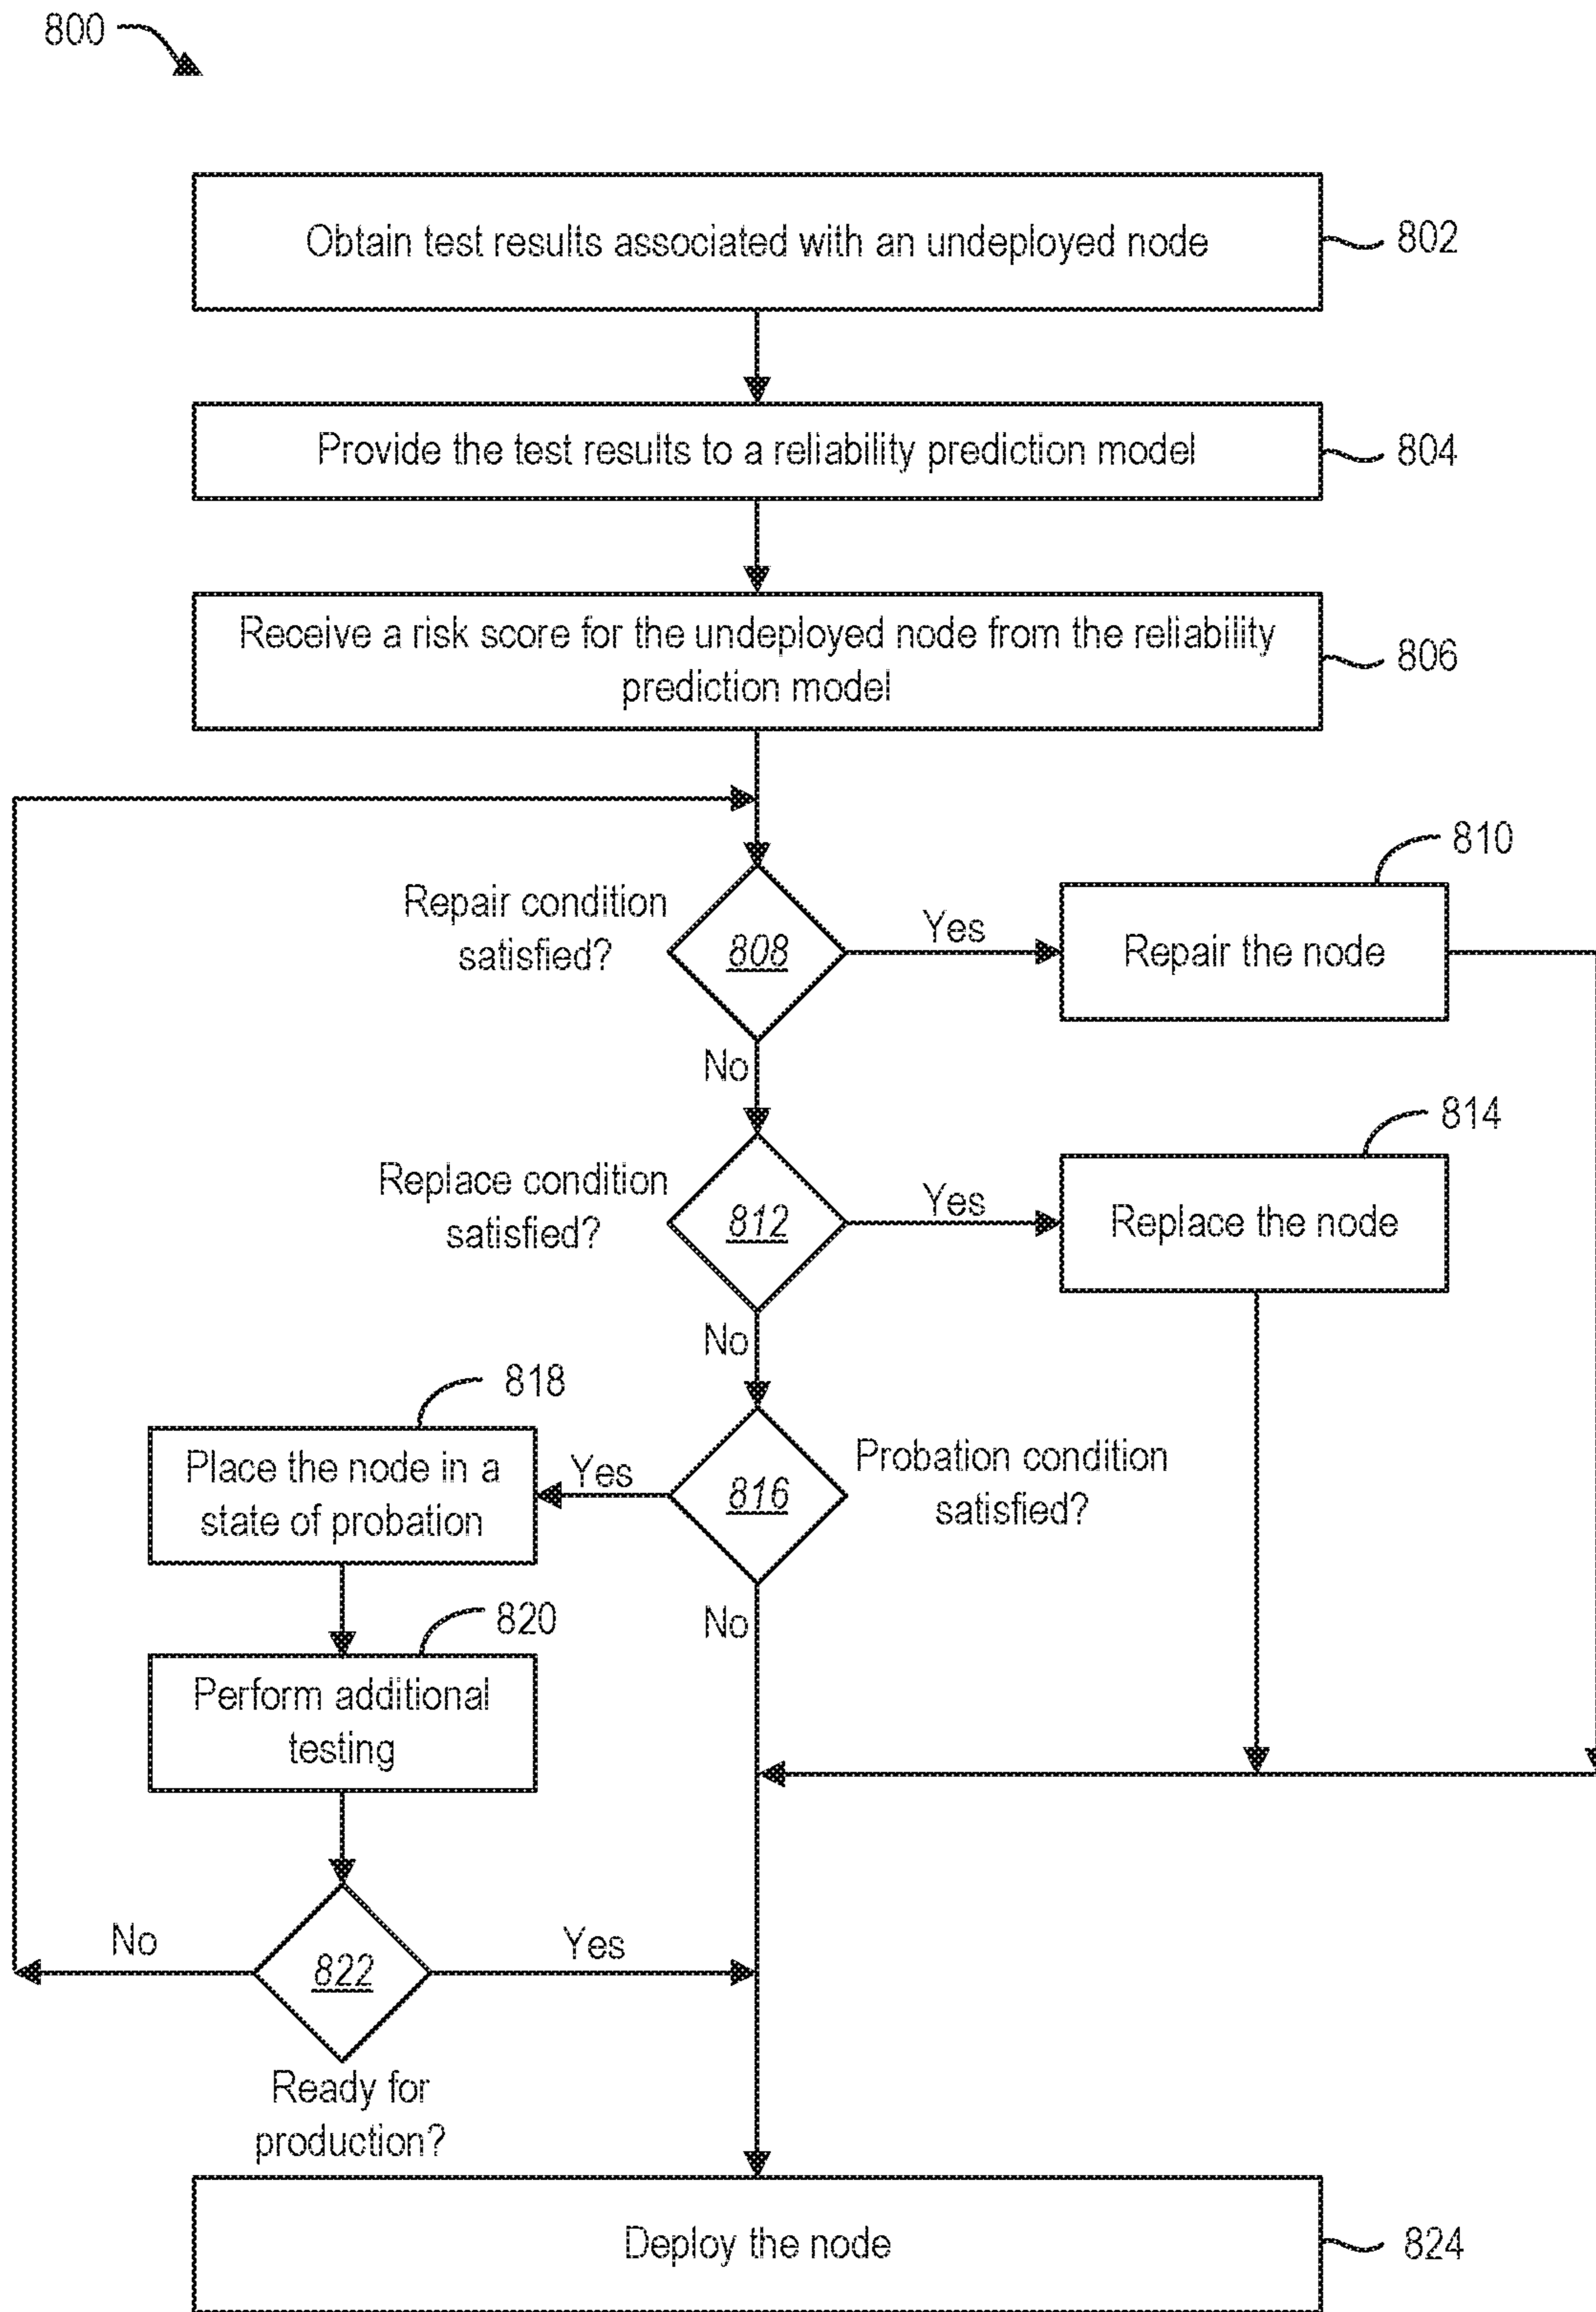 800
Obtain test results associated with an undeployed node
802
Provide the test results to a reliability prediction model
804
Receive a risk score for the undeployed node from the reliability
prediction model
806
Repair condition
satisfied?
808
Yes
810
Repair the node
No
Replace condition
satisfied?
812
Yes
814
Replace the node
No
818
Place the node in a
state of probation
Yes
816
Probation condition
satisfied?
820
Perform additional
testing
No
No
822
Yes
Ready for
production?
Deploy the node
824